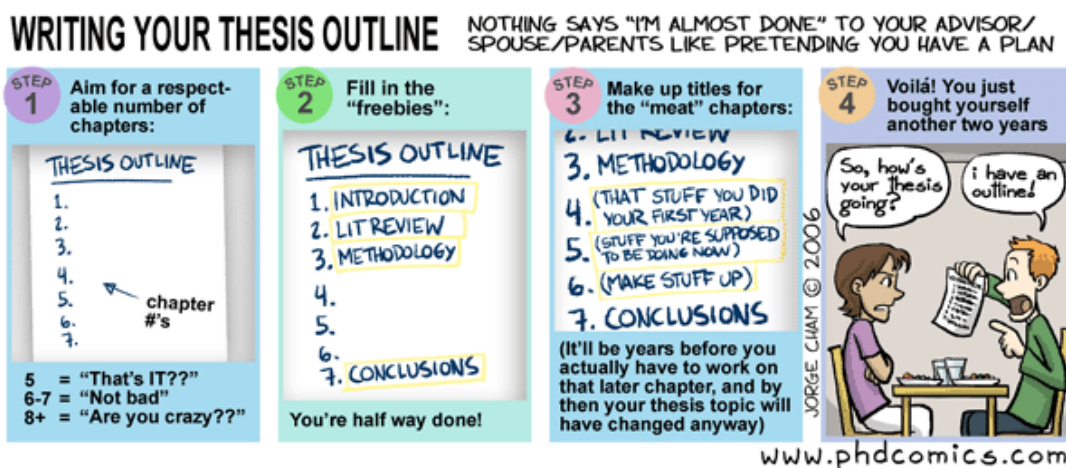 WRITING YOUR THESIS OUTLINE
NOTHING SAYS "I'M ALMOST DONE" TO YOUR ADVISOR/
SPOUSE/PARENTS LIKE PRETENDING YOU HAVE A PLAN
STEP
1
Aim for a respect-
able number of
chapters:
THESIS OUTLINE
1.
2.
3.
4.
5.
6.
7.
chapter
#'s
5 = "That's IT??"
6-7 = "Not bad"
8+ = "Are you crazy??"
STEP
2
Fill in the
"freebies":
THESIS OUTLINE
1. INTRODUCTION
2. LIT REVIEW
3. METHODOLOGY
4.
5.
6.
7. CONCLUSIONS
You're half way done!
STEP
3
Make up titles for
the "meat" chapters:
2. LIT REVIEW
3. METHODOLOGY
4. (THAT STUFF YOU DID
YOUR FIRST YEAR)
5. (STUFF YOU'RE SUPPOSED
TO BE DOING NOW)
6. (MAKE STUFF UP)
7. CONCLUSIONS
(It'll be years before you
actually have to work on
that later chapter, and by
then your thesis topic will
have changed anyway)
STEP
4
Voilá! You just
bought yourself
another two years
So, how's
your thesis
going?
i have an
outline!
JORGE CHAM © 2006
www.phdcomics.com